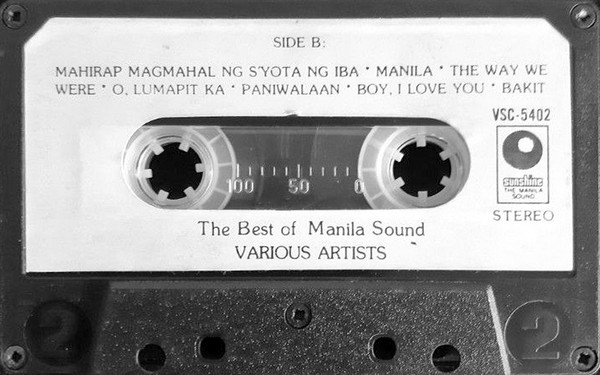 SIDE B:
MAHIRAP MAGMAHAL NG S'YOTA NG IBA * MANILA * THE WAY WE
WERE * O, LUMAPIT KA * PANIWALAAN * BOY, I LOVE YOU * BAKIT
VSC-5402
sunshine
THE MANILA
SOUND
STEREO
100 50 0
The Best of Manila Sound
VARIOUS ARTISTS
2 2